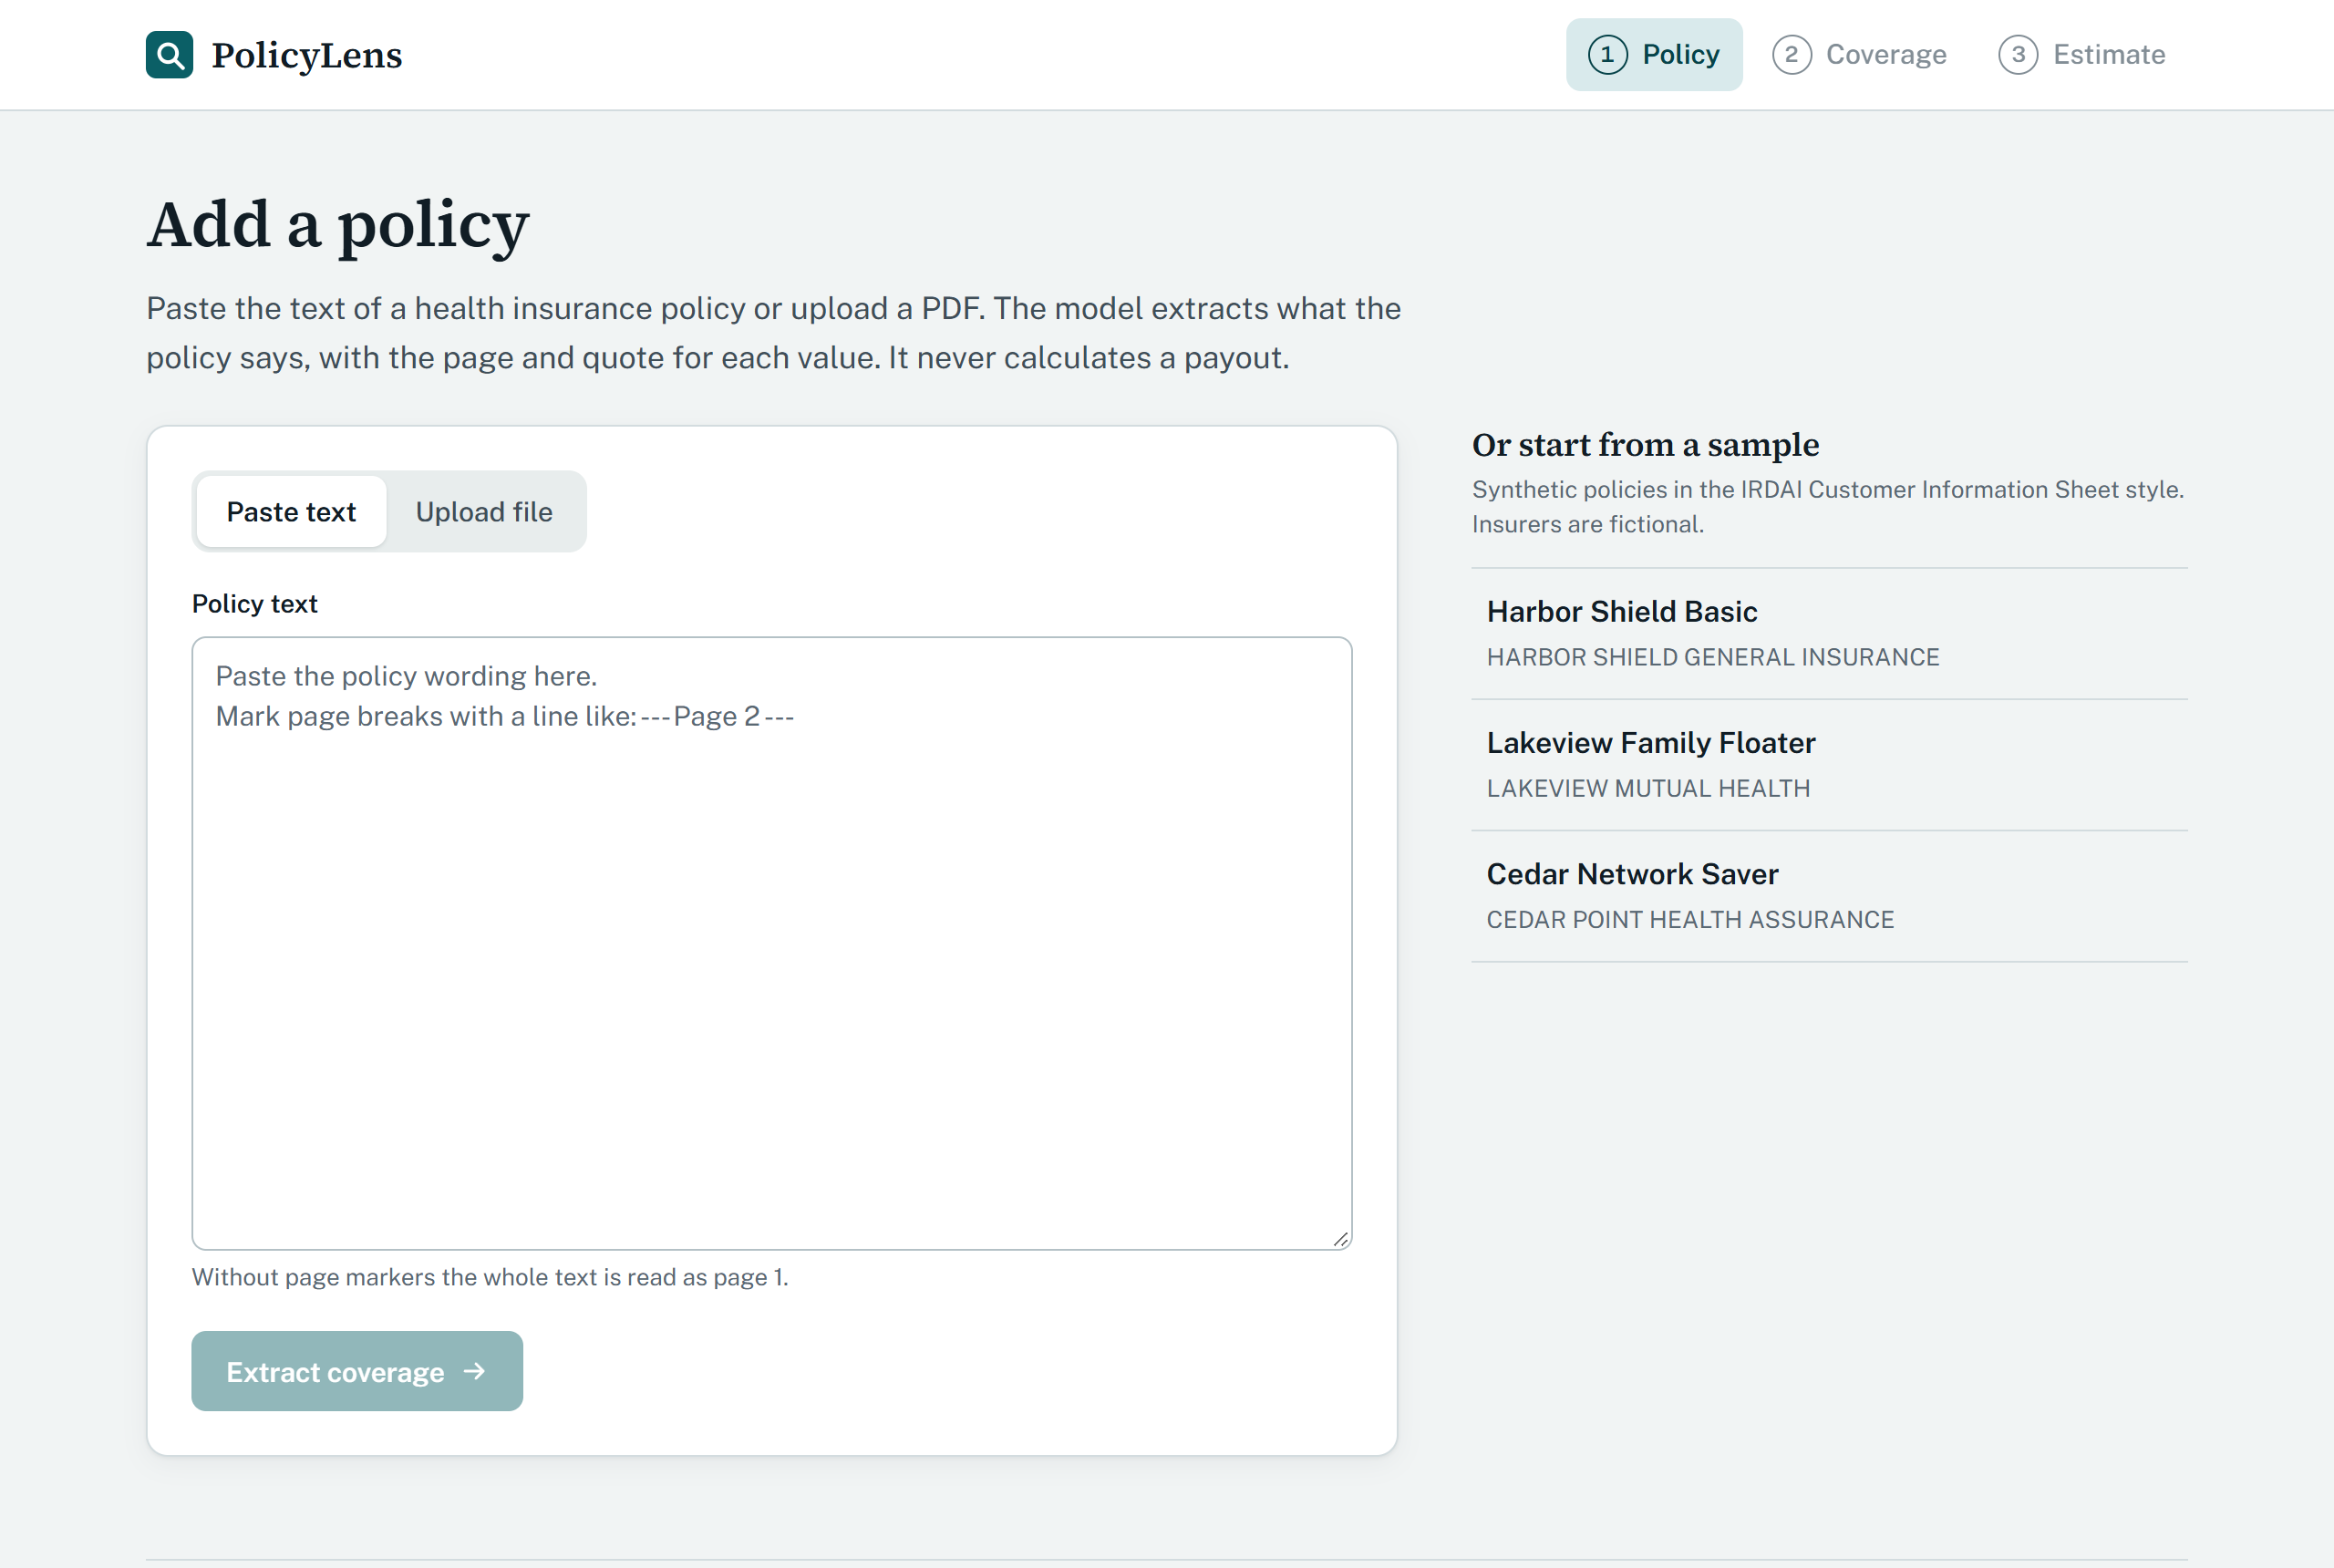 PolicyLens
1 Policy
2 Coverage
3 Estimate
Add a policy
Paste the text of a health insurance policy or upload a PDF. The model extracts what the
policy says, with the page and quote for each value. It never calculates a payout.
Paste text
Upload file
Policy text
Paste the policy wording here.
Mark page breaks with a line like: --- Page 2 ---
Without page markers the whole text is read as page 1.
Extract coverage →
Or start from a sample
Synthetic policies in the IRDAI Customer Information Sheet style.
Insurers are fictional.
Harbor Shield Basic
HARBOR SHIELD GENERAL INSURANCE
Lakeview Family Floater
LAKEVIEW MUTUAL HEALTH
Cedar Network Saver
CEDAR POINT HEALTH ASSURANCE